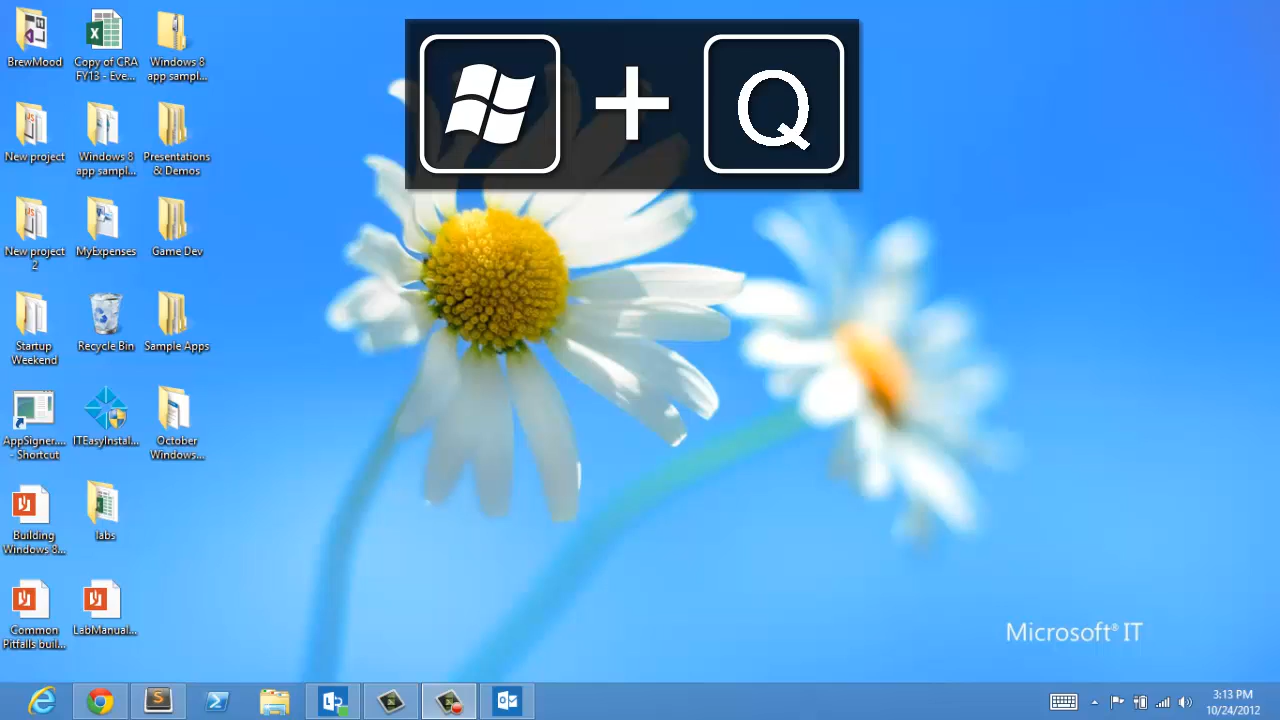 + Q
BrewMood
Copy of CRA
FY13 - Eve...
Windows 8
app sampl...
New project
Windows 8
app sampl...
Presentations
& Demos
New project
2
MyExpenses
Game Dev
Startup
Weekend
Recycle Bin
Sample Apps
AppSigner....
- Shortcut
ITEasyInstal...
October
Windows...
Building
Windows 8...
labs
Common
Pitfalls buil...
LabManual...
Microsoft® IT
3:13 PM
10/24/2012